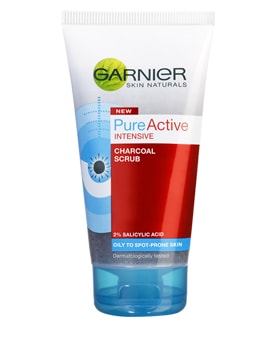 GARNIER
SKIN NATURALS
NEW
PureActive
INTENSIVE
CHARCOAL
SCRUB
2% SALICYLIC ACID
OILY TO SPOT-PRONE SKIN
Dermatologically tested